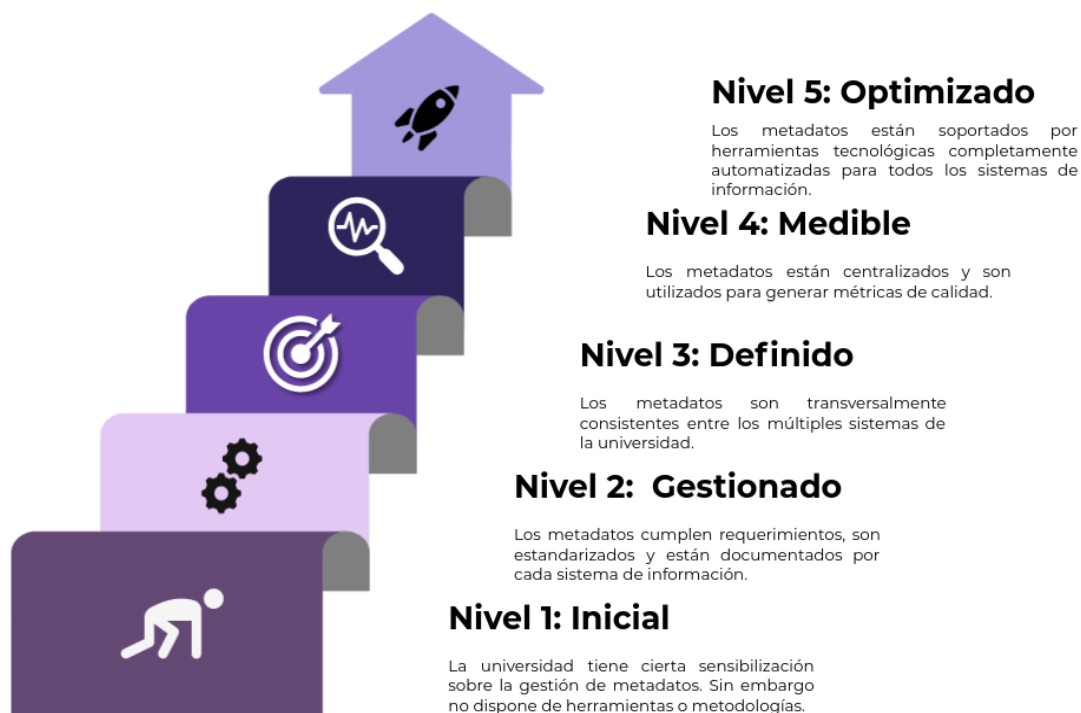 Nivel 5: Optimizado
Los metadatos están soportados por
herramientas tecnológicas completamente
automatizadas para todos los sistemas de
información.
Nivel 4: Medible
Los metadatos están centralizados y son
utilizados para generar métricas de calidad.
Nivel 3: Definido
Los metadatos son transversalmente
consistentes entre los múltiples sistemas de
la universidad.
Nivel 2: Gestionado
Los metadatos cumplen requerimientos, son
estandarizados y están documentados por
cada sistema de información.
Nivel 1: Inicial
La universidad tiene cierta sensibilización
sobre la gestión de metadatos. Sin embargo
no dispone de herramientas o metodologías.